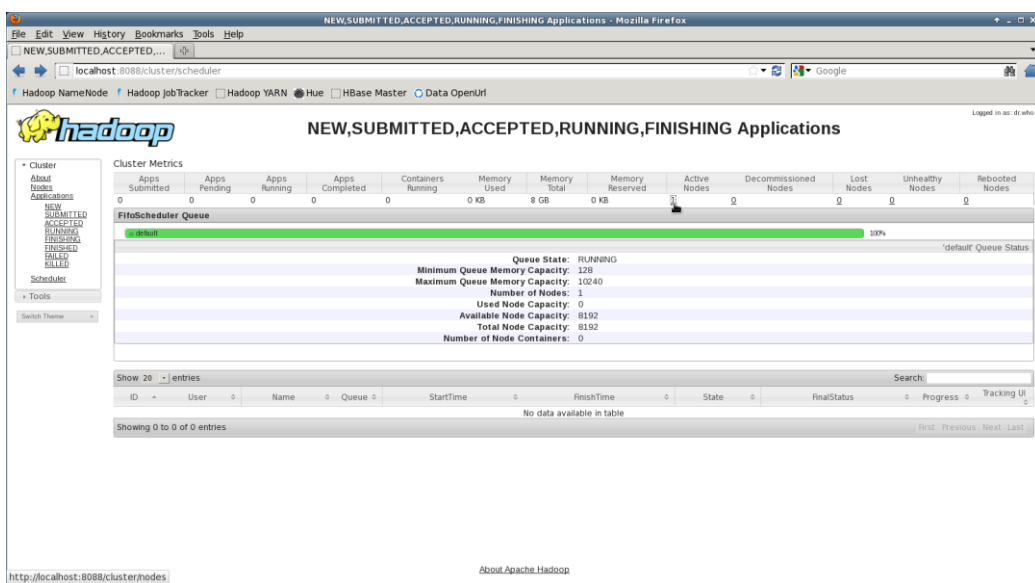 NEW,SUBMITTED,ACCEPTED,RUNNING,FINISHING Applications - Mozilla Firefox
File Edit View History Bookmarks Tools Help
NEW,SUBMITTED,ACCEPTED,...
localhost:8088/cluster/scheduler Google
Hadoop NameNode Hadoop JobTracker Hadoop YARN Hue HBase Master Data OpenUrl
Logged in as: dr.who
hadoop
NEW,SUBMITTED,ACCEPTED,RUNNING,FINISHING Applications
Cluster
About
Nodes
Applications
NEW
SUBMITTED
ACCEPTED
RUNNING
FINISHING
FINISHED
FAILED
KILLED
Scheduler
Tools
Switch Theme
Cluster Metrics
Apps Submitted Apps Pending Apps Running Apps Completed Containers Running Memory Used Memory Total Memory Reserved Active Nodes Decommissioned Nodes Lost Nodes Unhealthy Nodes Rebooted Nodes
0 0 0 0 0 0 KB 8 GB 0 KB 1 0 0 0 0
FifoScheduler Queue
default 100%
'default' Queue Status
Queue State: RUNNING
Minimum Queue Memory Capacity: 128
Maximum Queue Memory Capacity: 10240
Number of Nodes: 1
Used Node Capacity: 0
Available Node Capacity: 8192
Total Node Capacity: 8192
Number of Node Containers: 0
Show 20 entries Search:
ID User Name Queue StartTime FinishTime State FinalStatus Progress Tracking UI
No data available in table
Showing 0 to 0 of 0 entries First Previous Next Last
About Apache Hadoop
http://localhost:8088/cluster/nodes